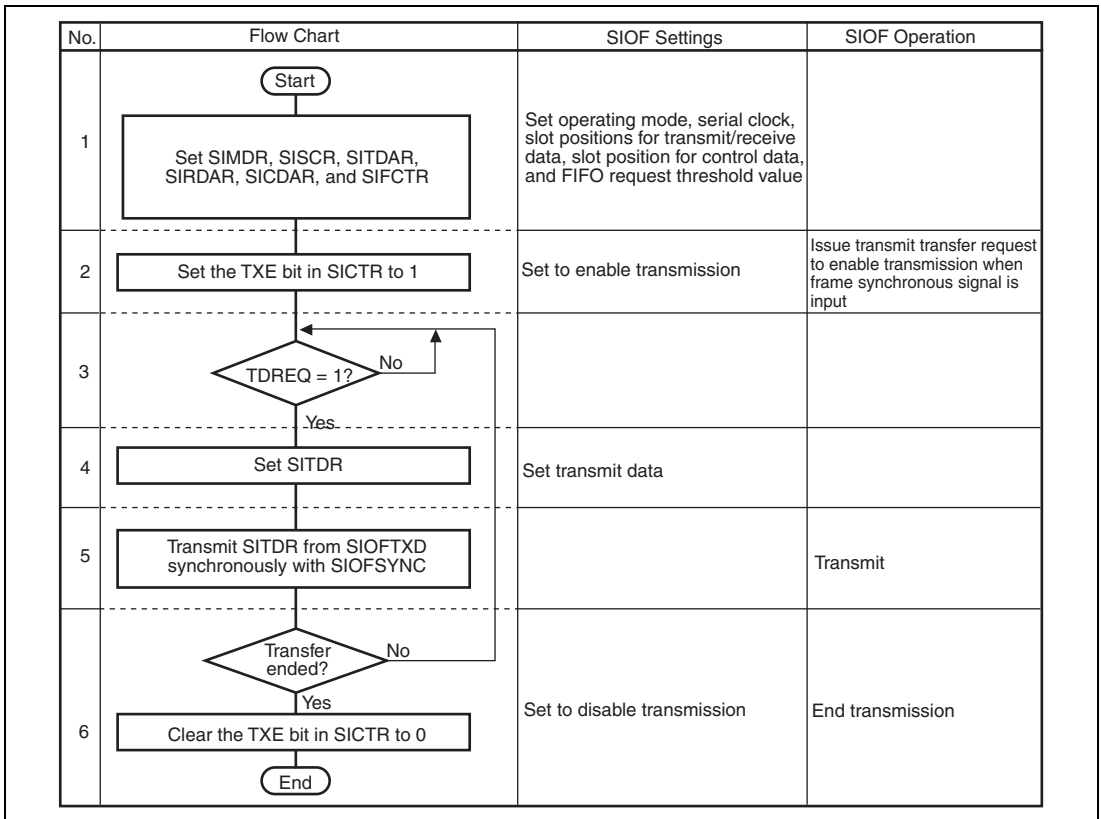 No.
Flow Chart
SIOF Settings
SIOF Operation
Start
1
Set SIMDR, SISCR, SITDAR,
SIRDAR, SICDAR, and SIFCTR
Set operating mode, serial clock,
slot positions for transmit/receive
data, slot position for control data,
and FIFO request threshold value
2
Set the TXE bit in SICTR to 1
Set to enable transmission
Issue transmit transfer request
to enable transmission when
frame synchronous signal is
input
3
TDREQ = 1?
No
Yes
4
Set SITDR
Set transmit data
5
Transmit SITDR from SIOFTXD
synchronously with SIOFSYNC
Transmit
Transfer
ended?
No
Yes
6
Clear the TXE bit in SICTR to 0
Set to disable transmission
End transmission
End